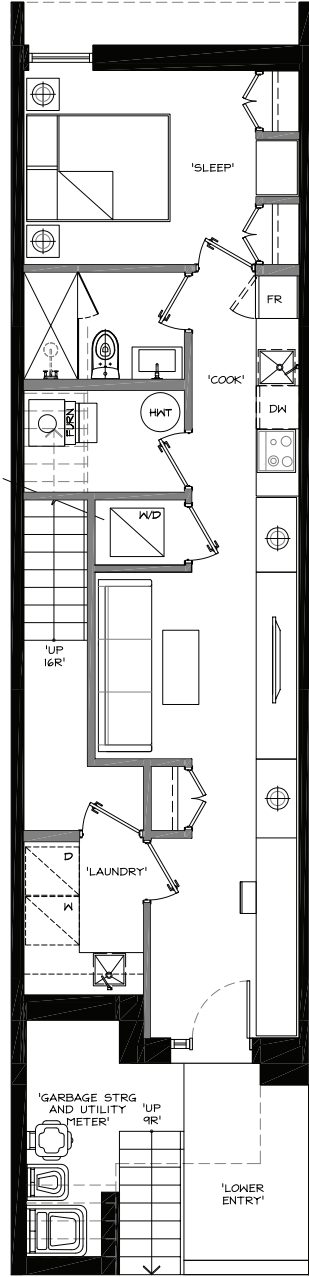 'SLEEP'
FR
'COOK'
DW
HWT
FURN
W/D
'UP
16R'
D
'LAUNDRY'
W
'GARBAGE STRG
AND UTILITY
METER'
'UP
9R'
'LOWER
ENTRY'